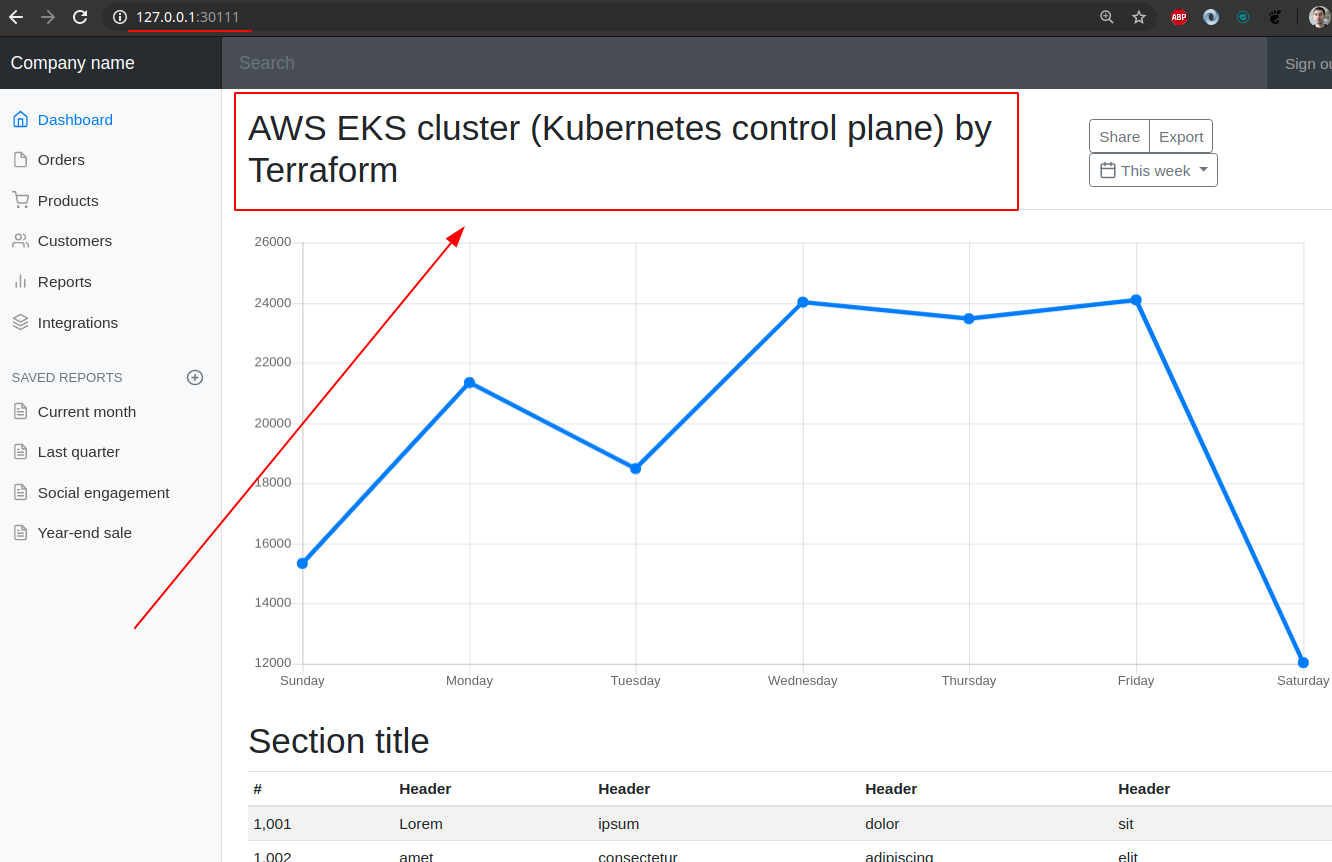 127.0.0.1:30111
ABP
Company name
Search
Sign ou
Dashboard
Orders
Products
Customers
Reports
Integrations
SAVED REPORTS
Current month
Last quarter
Social engagement
Year-end sale
AWS EKS cluster (Kubernetes control plane) by
Terraform
Share Export
This week
26000
24000
22000
20000
18000
16000
14000
12000
Sunday Monday Tuesday Wednesday Thursday Friday Saturday
Section title
# Header Header Header Header
1,001 Lorem ipsum dolor sit
1,002 amet consectetur adipiscing elit